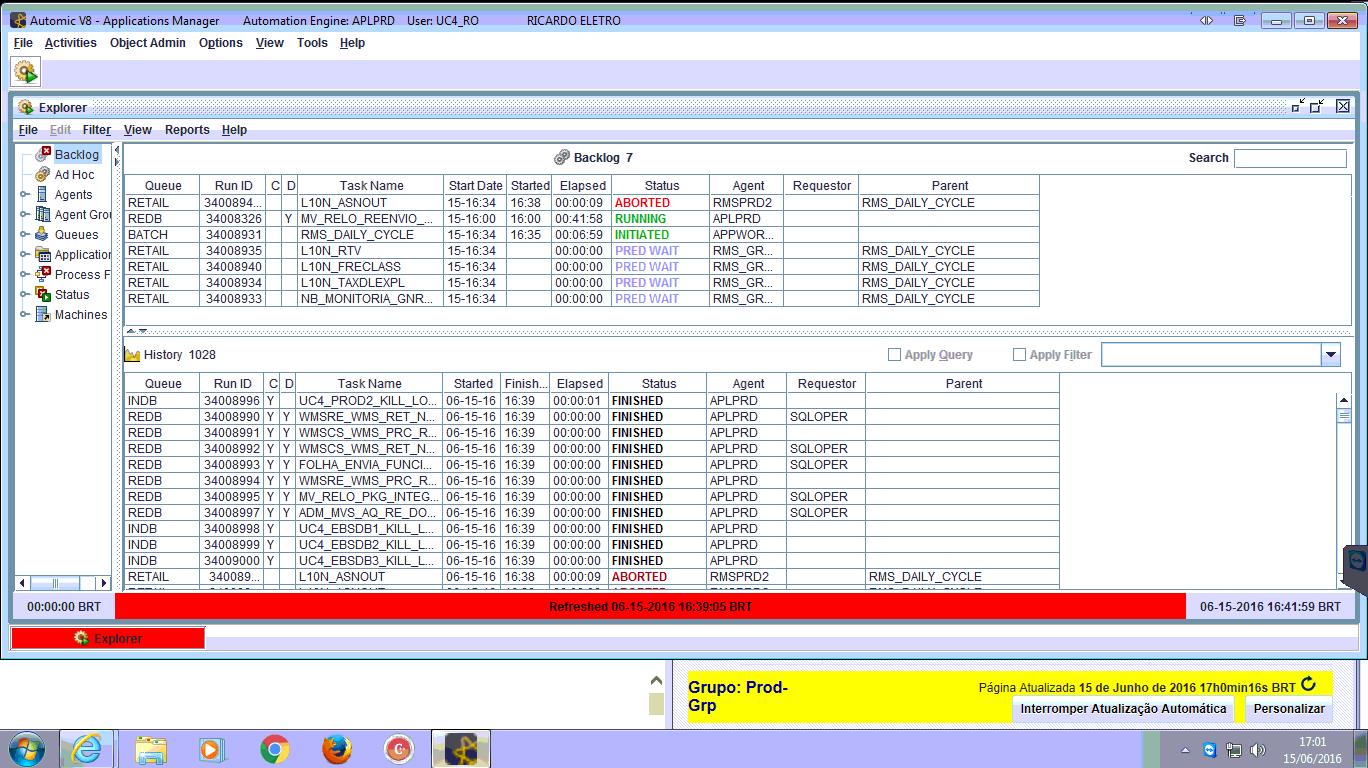 Automic V8 - Applications Manager Automation Engine: APLPRD User: UC4_RO RICARDO ELETRO
File Activities Object Admin Options View Tools Help
Explorer
File Edit Filter View Reports Help
Backlog
Ad Hoc
Agents
Agent Grou
Queues
Application
Process F
Status
Machines
Backlog 7 Search
Queue Run ID C D Task Name Start Date Started Elapsed Status Agent Requestor Parent
RETAIL 3400894... L10N_ASNOUT 15-16:34 16:38 00:00:09 ABORTED RMSPRD2 RMS_DAILY_CYCLE
REDB 34008326 Y MV_RELO_REENVIO_... 15-16:00 16:00 00:41:58 RUNNING APLPRD
BATCH 34008931 RMS_DAILY_CYCLE 15-16:34 16:35 00:06:59 INITIATED APPWOR...
RETAIL 34008935 L10N_RTV 15-16:34 00:00:00 PRED WAIT RMS_GR... RMS_DAILY_CYCLE
RETAIL 34008940 L10N_FRECLASS 15-16:34 00:00:00 PRED WAIT RMS_GR... RMS_DAILY_CYCLE
RETAIL 34008934 L10N_TAXDLEXPL 15-16:34 00:00:00 PRED WAIT RMS_GR... RMS_DAILY_CYCLE
RETAIL 34008933 NB_MONITORIA_GNR... 15-16:34 00:00:00 PRED WAIT RMS_GR... RMS_DAILY_CYCLE
History 1028 Apply Query Apply Filter
Queue Run ID C D Task Name Started Finish... Elapsed Status Agent Requestor Parent
INDB 34008996 Y UC4_PROD2_KILL_LO... 06-15-16 16:39 00:00:01 FINISHED APLPRD
REDB 34008990 Y Y WMSRE_WMS_RET_N... 06-15-16 16:39 00:00:00 FINISHED APLPRD SQLOPER
REDB 34008991 Y Y WMSCS_WMS_PRC_R... 06-15-16 16:39 00:00:00 FINISHED APLPRD
REDB 34008992 Y Y WMSCS_WMS_RET_N... 06-15-16 16:39 00:00:00 FINISHED APLPRD SQLOPER
REDB 34008993 Y Y FOLHA_ENVIA_FUNCI... 06-15-16 16:39 00:00:00 FINISHED APLPRD SQLOPER
REDB 34008994 Y Y WMSRE_WMS_PRC_R... 06-15-16 16:39 00:00:00 FINISHED APLPRD
REDB 34008995 Y Y MV_RELO_PKG_INTEG... 06-15-16 16:39 00:00:00 FINISHED APLPRD SQLOPER
REDB 34008997 Y Y ADM_MVS_AQ_RE_DO... 06-15-16 16:39 00:00:00 FINISHED APLPRD SQLOPER
INDB 34008998 Y UC4_EBSDB1_KILL_L... 06-15-16 16:39 00:00:00 FINISHED APLPRD
INDB 34008999 Y UC4_EBSDB2_KILL_L... 06-15-16 16:39 00:00:00 FINISHED APLPRD
INDB 34009000 Y UC4_EBSDB3_KILL_L... 06-15-16 16:39 00:00:00 FINISHED APLPRD
RETAIL 340089... L10N_ASNOUT 06-15-16 16:38 00:00:09 ABORTED RMSPRD2 RMS_DAILY_CYCLE
00:00:00 BRT Refreshed 06-15-2016 16:39:05 BRT 06-15-2016 16:41:59 BRT
Explorer
Grupo: Prod-
Grp
Página Atualizada 15 de Junho de 2016 17h0min16s BRT
Interromper Atualização Automática Personalizar
17:01
15/06/2016